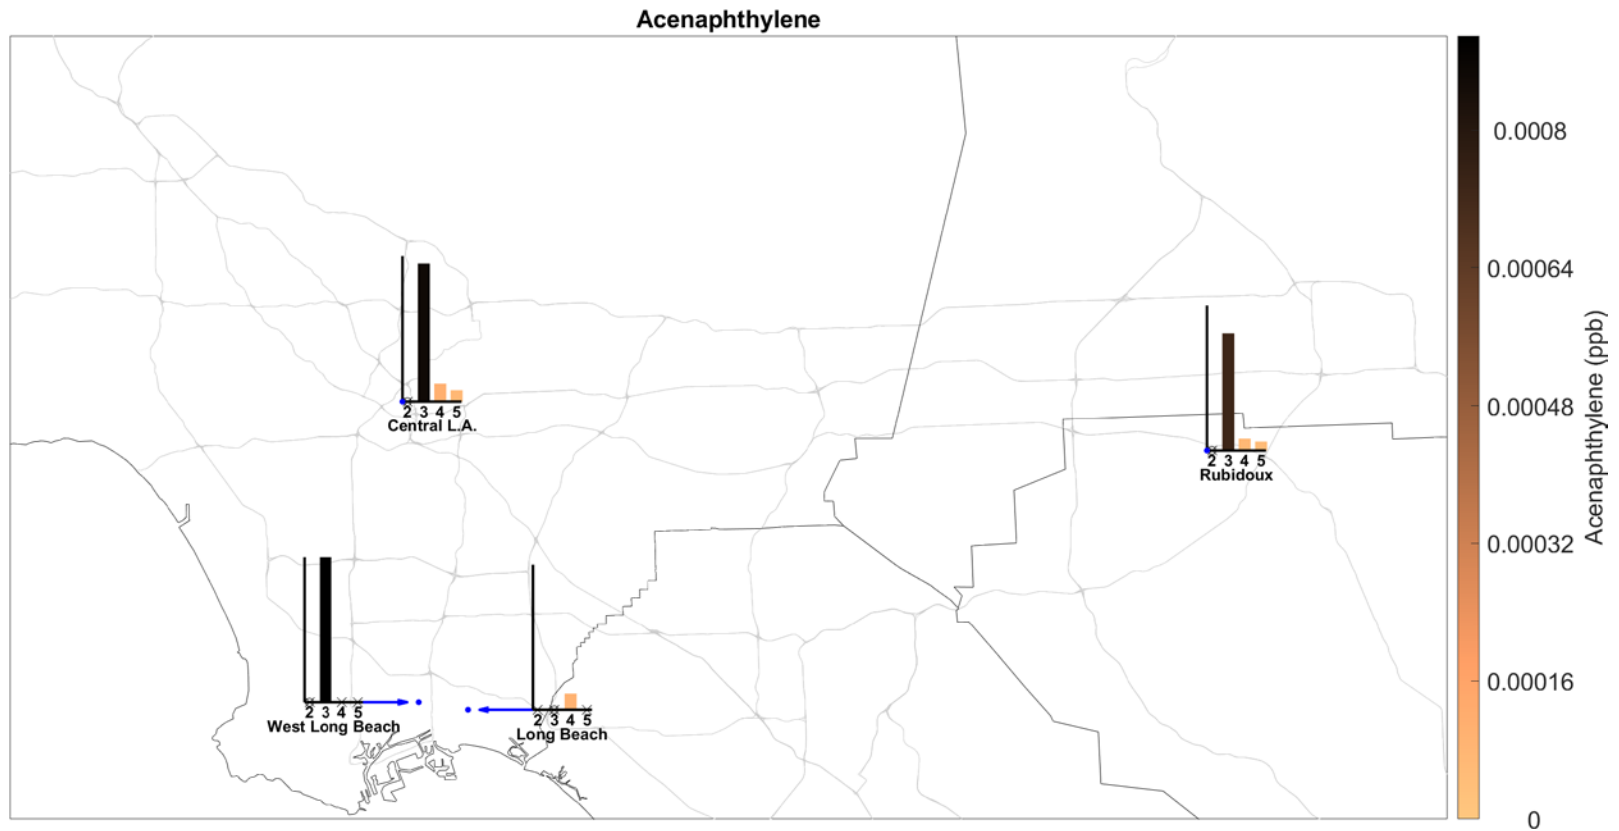 Acenaphthylene
0.0008
0.00064
0.00048
0.00032
0.00016
0
Acenaphthylene (ppb)
2 3 4 5
Central L.A.
2 3 4 5
Rubidoux
2 3 4 5
West Long Beach
2 3 4 5
Long Beach